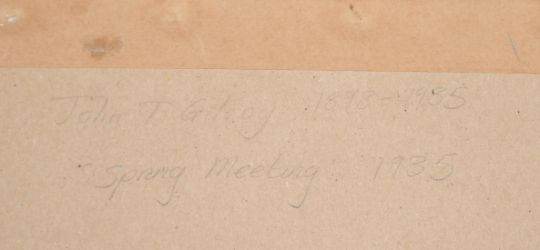 John T. Gilroy 1898-1985
"Spring Meeting". 1935